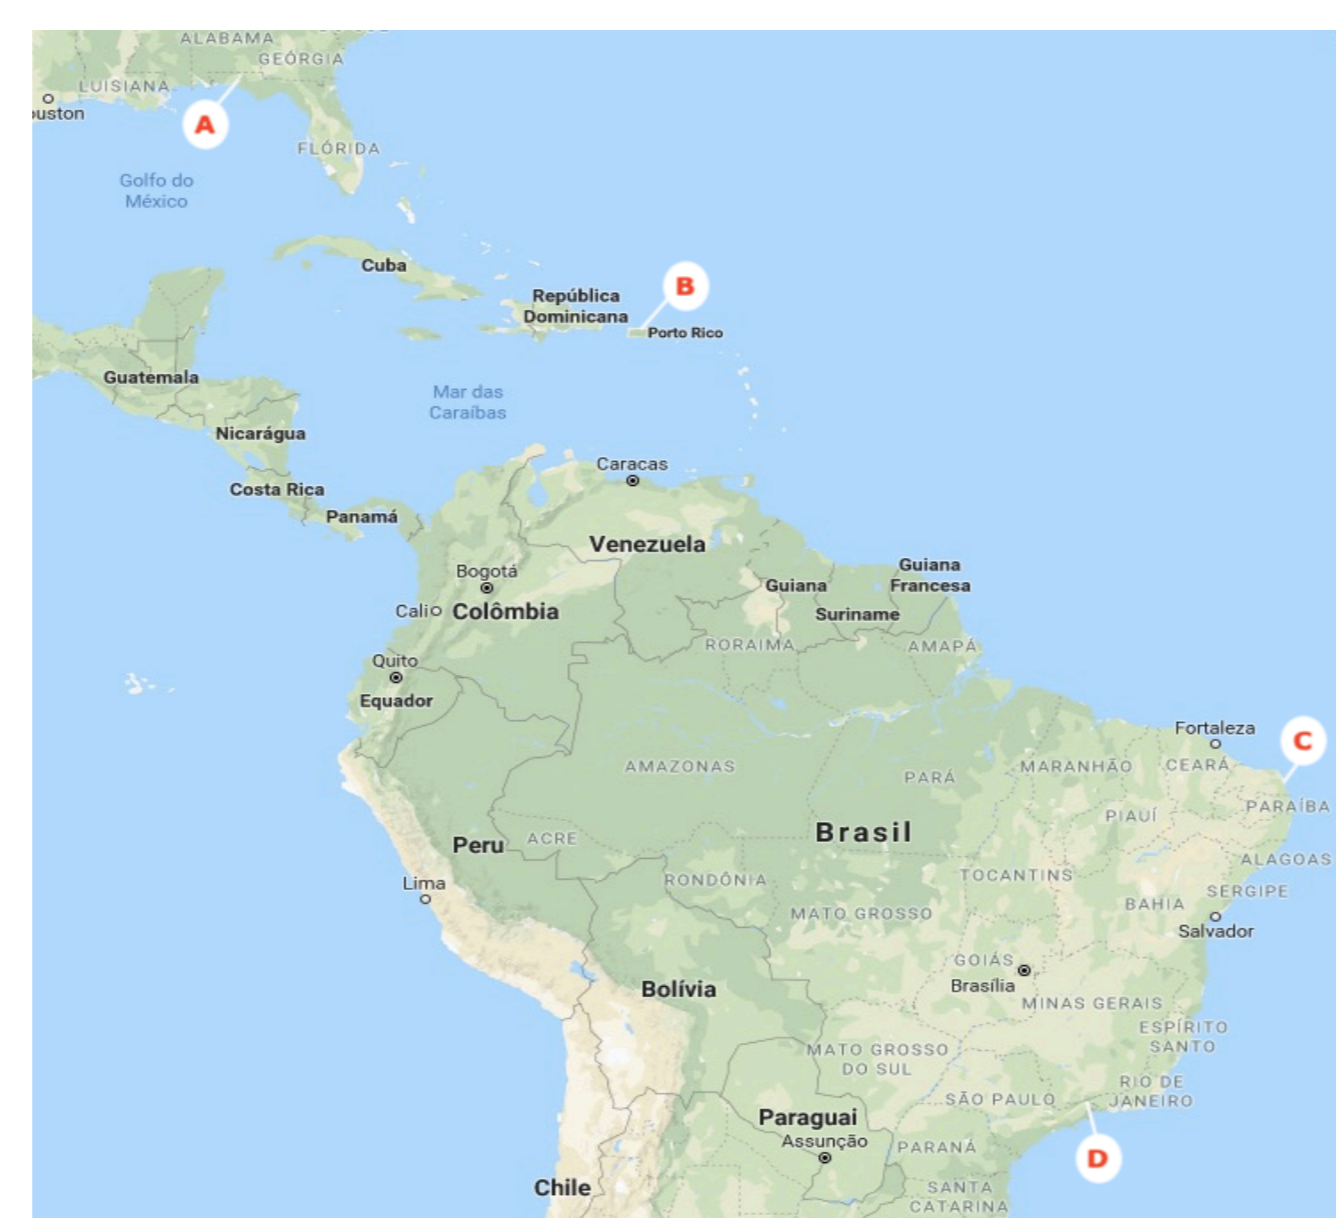 ALABAMA
GEÓRGIA
LUISIANA
ouston
A
FLÓRIDA
Golfo do
México
Cuba
B
República
Dominicana
Porto Rico
Guatemala
Mar das
Caraíbas
Nicarágua
Caracas
Costa Rica
Panamá
Venezuela
Bogotá
Guiana
Guiana
Francesa
Cali
Colômbia
Suriname
RORAIMA
AMAPÁ
Quito
Equador
Fortaleza
C
AMAZONAS
PARÁ
MARANHÃO
CEARÁ
PIAUÍ
PARAÍBA
Brasil
Peru
ACRE
ALAGOAS
Lima
RONDÔNIA
TOCANTINS
SERGIPE
MATO GROSSO
BAHIA
Salvador
GOIÁS
Brasília
Bolívia
MINAS GERAIS
ESPÍRITO
SANTO
MATO GROSSO
DO SUL
RIO DE
JANEIRO
SÃO PAULO
Paraguai
Assunção
PARANÁ
D
Chile
SANTA
CATARINA